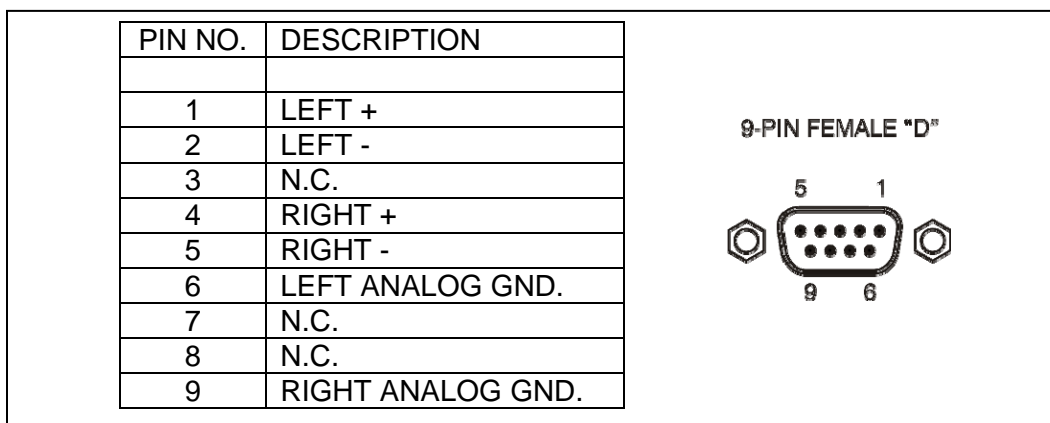 PIN NO. DESCRIPTION
1 LEFT +
2 LEFT -
3 N.C.
4 RIGHT +
5 RIGHT -
6 LEFT ANALOG GND.
7 N.C.
8 N.C.
9 RIGHT ANALOG GND.
9-PIN FEMALE "D"
5 1
9 6